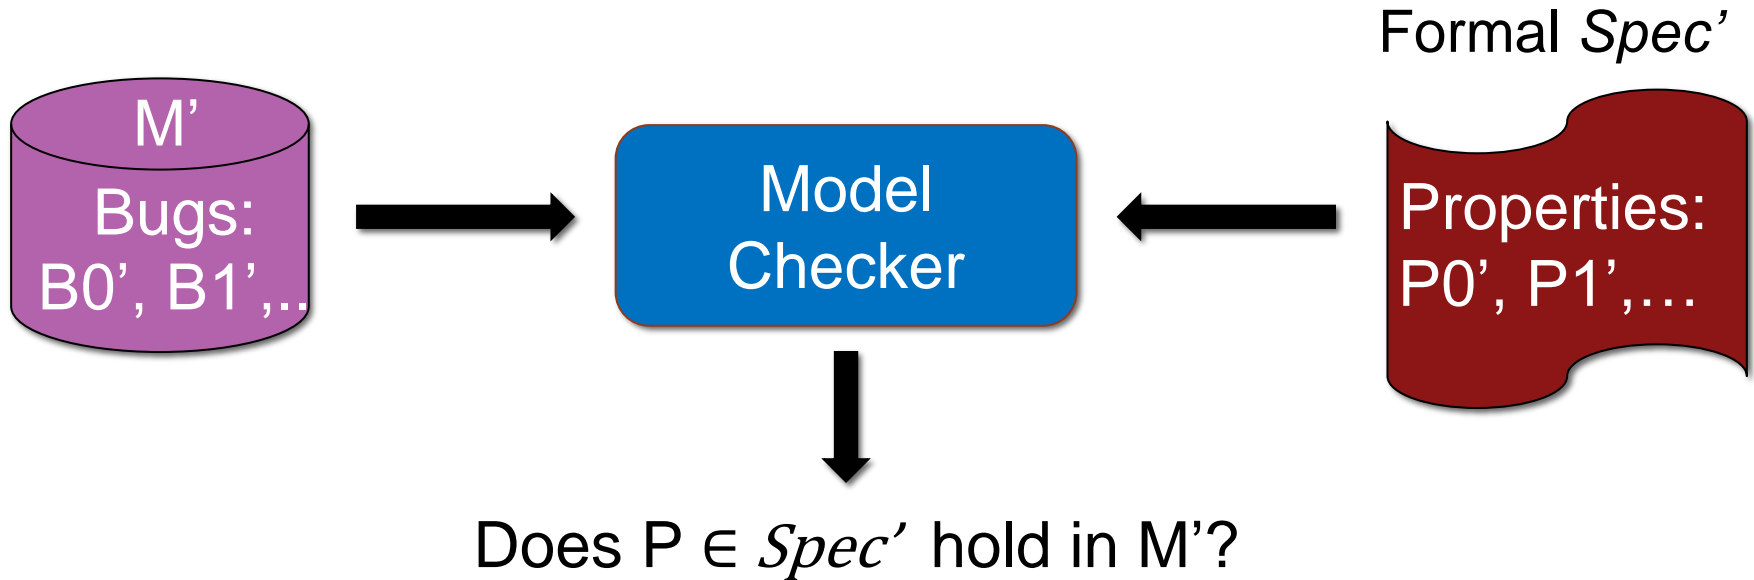 Formal Spec’
M’
Bugs:
B0’, B1’,..
Model
Checker
Properties:
P0’, P1’,…
Does P ∈ Spec’ hold in M’?